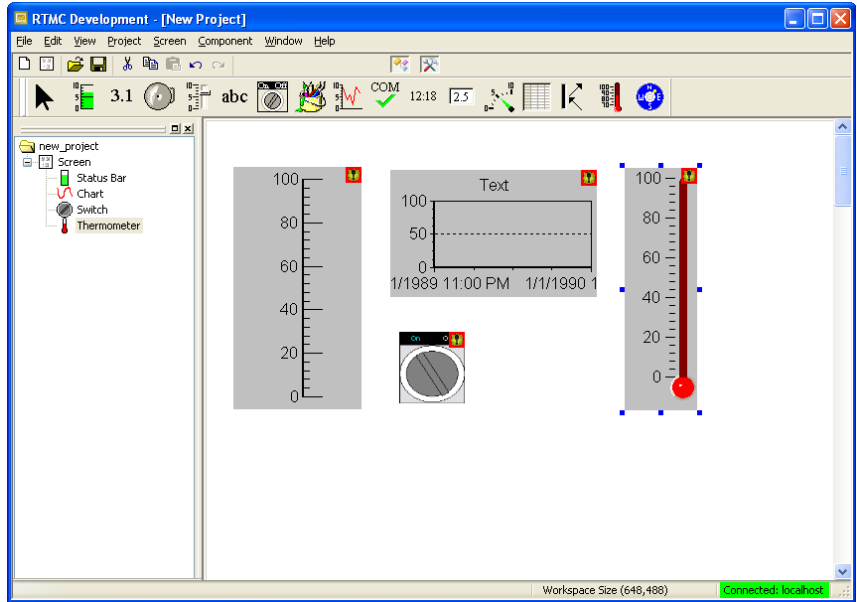 RTMC Development - [New Project]
File Edit View Project Screen Component Window Help
3.1 abc On Off COM 12:18 2.5
new_project
Screen
Status Bar
Chart
Switch
Thermometer
100
80
60
40
20
0
Text
100
50
0
1/1989 11:00 PM 1/1/1990 1
On O
100
80
60
40
20
0
Workspace Size (648,488) Connected: localhost